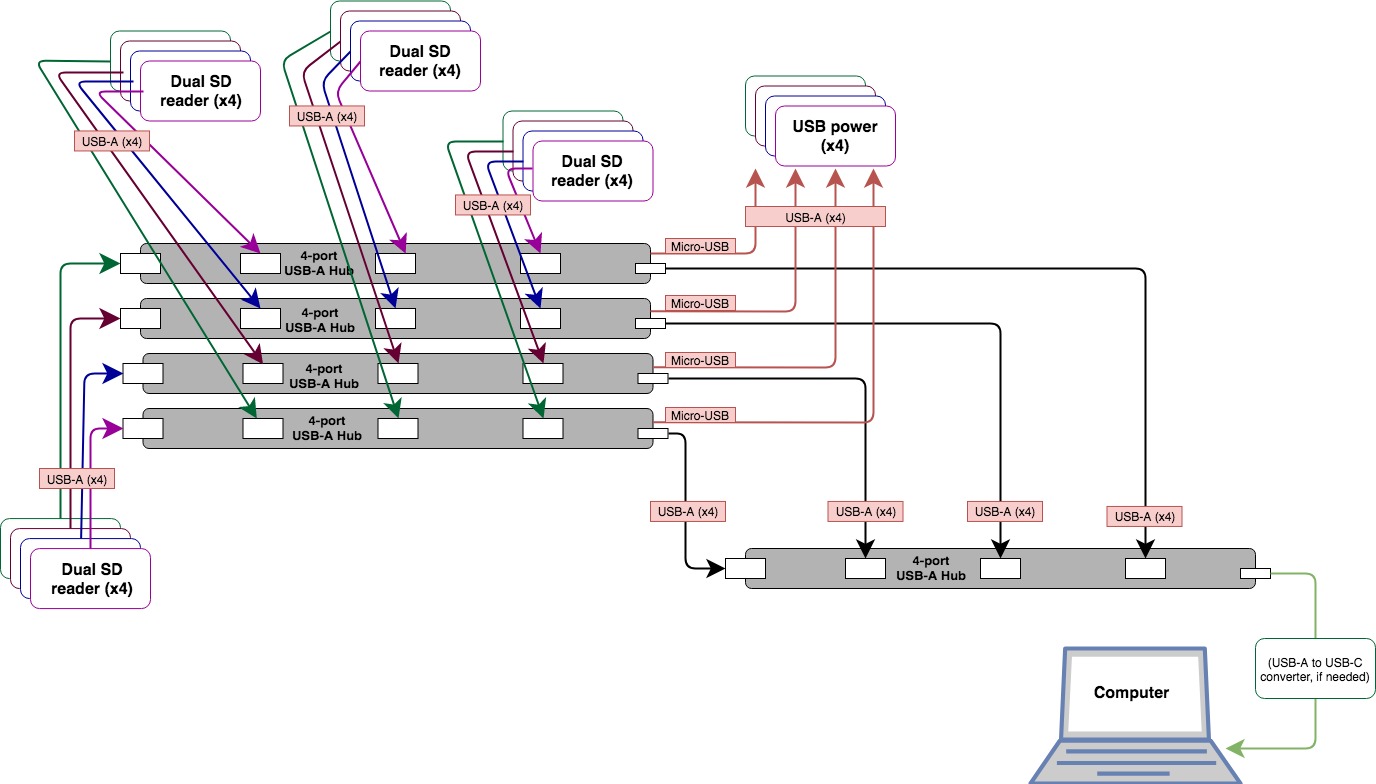 Dual SD
reader (x4)
Dual SD
reader (x4)
Dual SD
reader (x4)
USB power
(x4)
USB-A (x4)
USB-A (x4)
USB-A (x4)
USB-A (x4)
4-port
USB-A Hub
Micro-USB
4-port
USB-A Hub
Micro-USB
4-port
USB-A Hub
Micro-USB
4-port
USB-A Hub
Micro-USB
USB-A (x4)
Dual SD
reader (x4)
USB-A (x4)
USB-A (x4)
USB-A (x4)
USB-A (x4)
4-port
USB-A Hub
(USB-A to USB-C
converter, if needed)
Computer